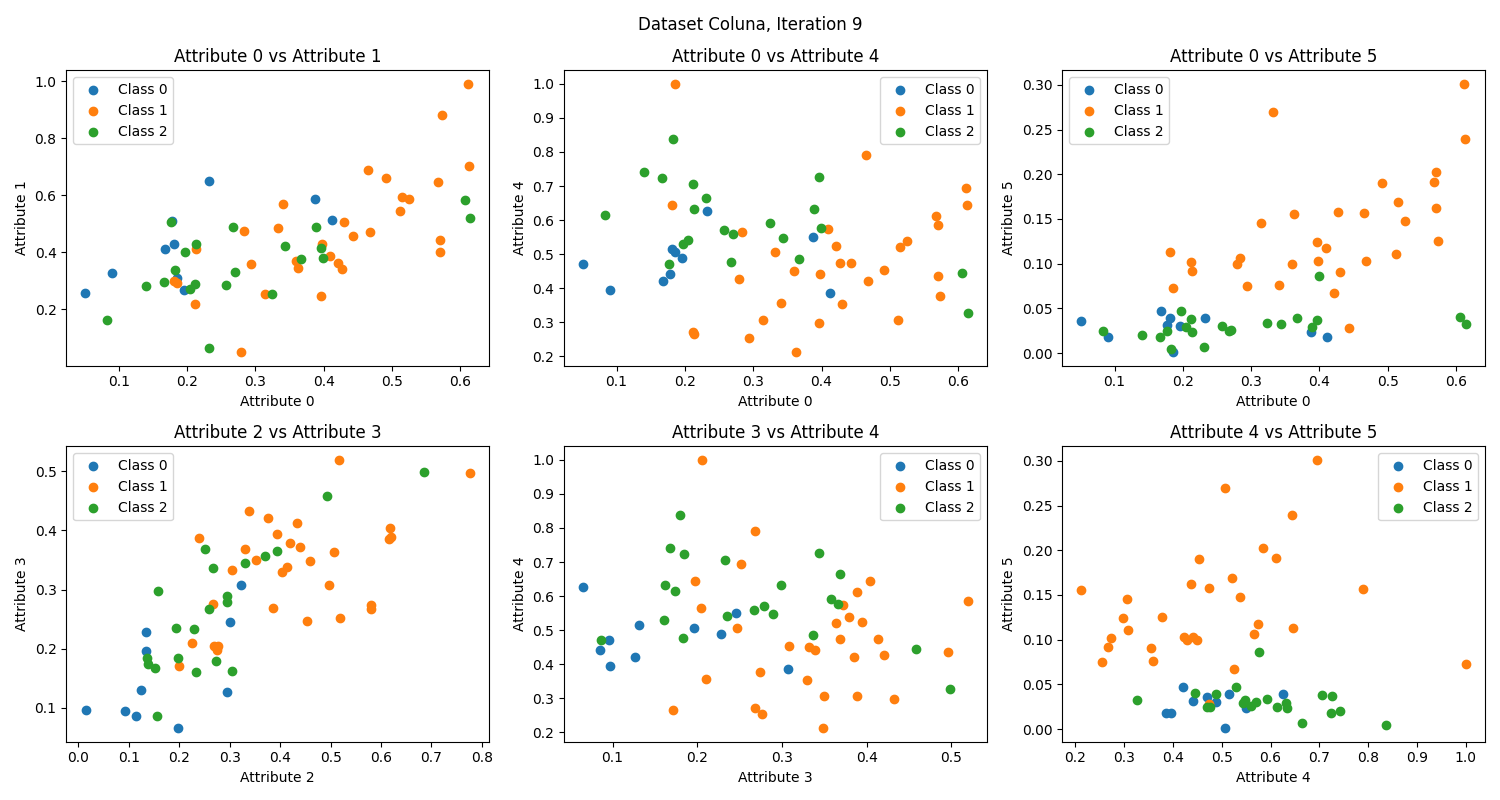 Dataset Coluna, Iteration 9
Attribute 0 vs Attribute 1
Class 0
Class 1
Class 2
1.0
0.8
0.6
0.4
0.2
Attribute 1
0.1 0.2 0.3 0.4 0.5 0.6
Attribute 0
Attribute 0 vs Attribute 4
Class 0
Class 1
Class 2
1.0
0.9
0.8
0.7
0.6
0.5
0.4
0.3
0.2
Attribute 4
0.1 0.2 0.3 0.4 0.5 0.6
Attribute 0
Attribute 0 vs Attribute 5
Class 0
Class 1
Class 2
0.30
0.25
0.20
0.15
0.10
0.05
0.00
Attribute 5
0.1 0.2 0.3 0.4 0.5 0.6
Attribute 0
Attribute 2 vs Attribute 3
Class 0
Class 1
Class 2
0.5
0.4
0.3
0.2
0.1
Attribute 3
0.0 0.1 0.2 0.3 0.4 0.5 0.6 0.7 0.8
Attribute 2
Attribute 3 vs Attribute 4
Class 0
Class 1
Class 2
1.0
0.9
0.8
0.7
0.6
0.5
0.4
0.3
0.2
Attribute 4
0.1 0.2 0.3 0.4 0.5
Attribute 3
Attribute 4 vs Attribute 5
Class 0
Class 1
Class 2
0.30
0.25
0.20
0.15
0.10
0.05
0.00
Attribute 5
0.2 0.3 0.4 0.5 0.6 0.7 0.8 0.9 1.0
Attribute 4